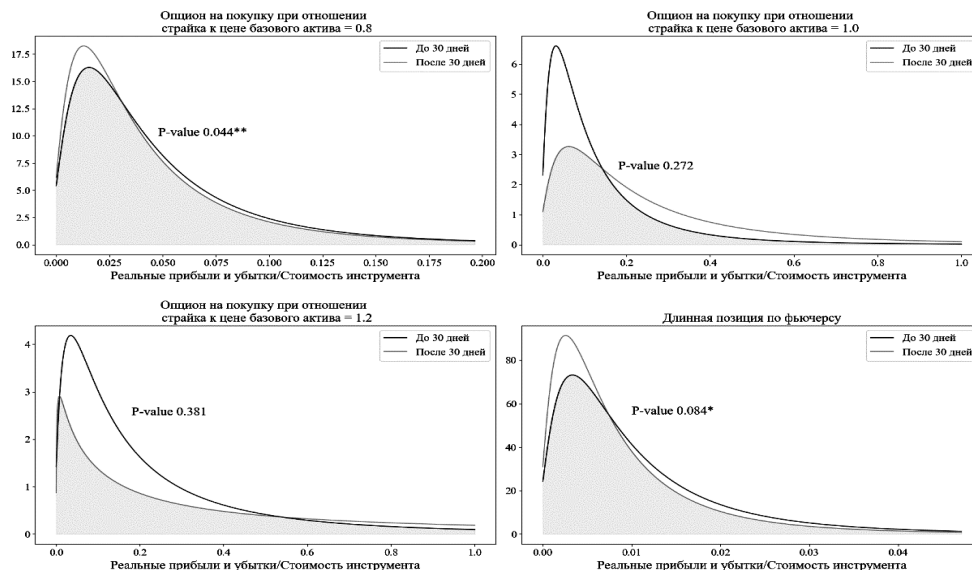 Опцион на покупку при отношении
страйка к цене базового актива = 0.8
До 30 дней
После 30 дней
17.5
15.0
12.5
10.0
7.5
5.0
2.5
0.0
P-value 0.044**
0.000 0.025 0.050 0.075 0.100 0.125 0.150 0.175 0.200
Реальные прибыли и убытки/Стоимость инструмента
Опцион на покупку при отношении
страйка к цене базового актива = 1.0
До 30 дней
После 30 дней
6
5
4
3
2
1
0
P-value 0.272
0.0 0.2 0.4 0.6 0.8 1.0
Реальные прибыли и убытки/Стоимость инструмента
Опцион на покупку при отношении
страйка к цене базового актива = 1.2
До 30 дней
После 30 дней
4
3
2
1
0
P-value 0.381
0.0 0.2 0.4 0.6 0.8 1.0
Реальные прибыли и убытки/Стоимость инструмента
Длинная позиция по фьючерсу
До 30 дней
После 30 дней
80
60
40
20
0
P-value 0.084*
0.00 0.01 0.02 0.03 0.04
Реальные прибыли и убытки/Стоимость инструмента